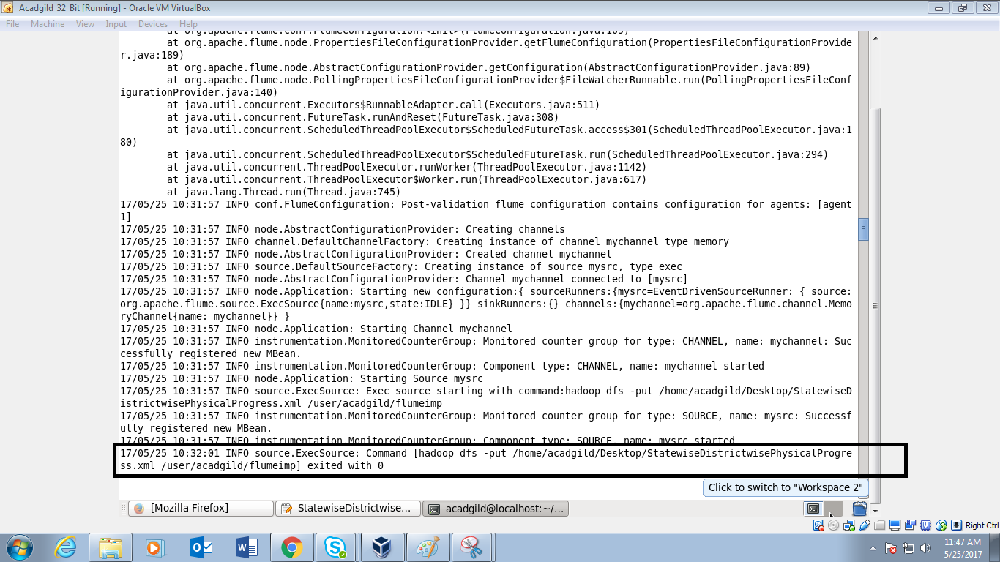 Acadgild_32_Bit [Running] - Oracle VM VirtualBox
File Machine View Input Devices Help
at org.apache.flume.conf.FlumeConfiguration.<init>(FlumeConfiguration.java:109)
at org.apache.flume.node.PropertiesFileConfigurationProvider.getFlumeConfiguration(PropertiesFileConfigurationProvide
r.java:189)
at org.apache.flume.node.AbstractConfigurationProvider.getConfiguration(AbstractConfigurationProvider.java:89)
at org.apache.flume.node.PollingPropertiesFileConfigurationProvider$FileWatcherRunnable.run(PollingPropertiesFileConf
igurationProvider.java:140)
at java.util.concurrent.Executors$RunnableAdapter.call(Executors.java:511)
at java.util.concurrent.FutureTask.runAndReset(FutureTask.java:308)
at java.util.concurrent.ScheduledThreadPoolExecutor$ScheduledFutureTask.access$301(ScheduledThreadPoolExecutor.java:1
80)
at java.util.concurrent.ScheduledThreadPoolExecutor$ScheduledFutureTask.run(ScheduledThreadPoolExecutor.java:294)
at java.util.concurrent.ThreadPoolExecutor.runWorker(ThreadPoolExecutor.java:1142)
at java.util.concurrent.ThreadPoolExecutor$Worker.run(ThreadPoolExecutor.java:617)
at java.lang.Thread.run(Thread.java:745)
17/05/25 10:31:57 INFO conf.FlumeConfiguration: Post-validation flume configuration contains configuration for agents: [agent
1]
17/05/25 10:31:57 INFO node.AbstractConfigurationProvider: Creating channels
17/05/25 10:31:57 INFO channel.DefaultChannelFactory: Creating instance of channel mychannel type memory
17/05/25 10:31:57 INFO node.AbstractConfigurationProvider: Created channel mychannel
17/05/25 10:31:57 INFO source.DefaultSourceFactory: Creating instance of source mysrc, type exec
17/05/25 10:31:57 INFO node.AbstractConfigurationProvider: Channel mychannel connected to [mysrc]
17/05/25 10:31:57 INFO node.Application: Starting new configuration:{ sourceRunners:{mysrc=EventDrivenSourceRunner: { source:
org.apache.flume.source.ExecSource{name:mysrc,state:IDLE} }} sinkRunners:{} channels:{mychannel=org.apache.flume.channel.Memo
ryChannel{name: mychannel}} }
17/05/25 10:31:57 INFO node.Application: Starting Channel mychannel
17/05/25 10:31:57 INFO instrumentation.MonitoredCounterGroup: Monitored counter group for type: CHANNEL, name: mychannel: Suc
cessfully registered new MBean.
17/05/25 10:31:57 INFO instrumentation.MonitoredCounterGroup: Component type: CHANNEL, name: mychannel started
17/05/25 10:31:57 INFO node.Application: Starting Source mysrc
17/05/25 10:31:57 INFO source.ExecSource: Exec source starting with command:hadoop dfs -put /home/acadgild/Desktop/StatewiseD
istrictwisePhysicalProgress.xml /user/acadgild/flumeimp
17/05/25 10:31:57 INFO instrumentation.MonitoredCounterGroup: Monitored counter group for type: SOURCE, name: mysrc: Successf
ully registered new MBean.
17/05/25 10:31:57 INFO instrumentation.MonitoredCounterGroup: Component type: SOURCE, name: mysrc started
17/05/25 10:32:01 INFO source.ExecSource: Command [hadoop dfs -put /home/acadgild/Desktop/StatewiseDistrictwisePhysicalProgre
ss.xml /user/acadgild/flumeimp] exited with 0
Click to switch to "Workspace 2"
[Mozilla Firefox] StatewiseDistrictwise... acadgild@localhost:~/...
Right Ctrl
11:47 AM
5/25/2017